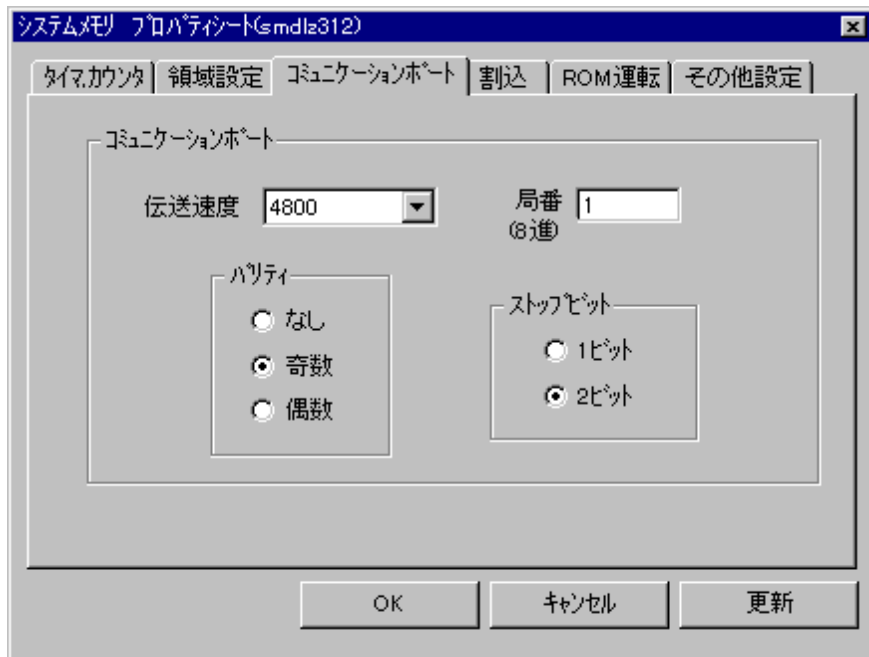 システムメモリ プロパティシート(smdlz312)
タイマ,カウンタ 領域設定 コミュニケーションポート 割込 ROM運転 その他設定
コミュニケーションポート
伝送速度 4800 局番 1
(8進)
パリティ
なし
奇数
偶数
ストップビット
1ビット
2ビット
OK キャンセル 更新